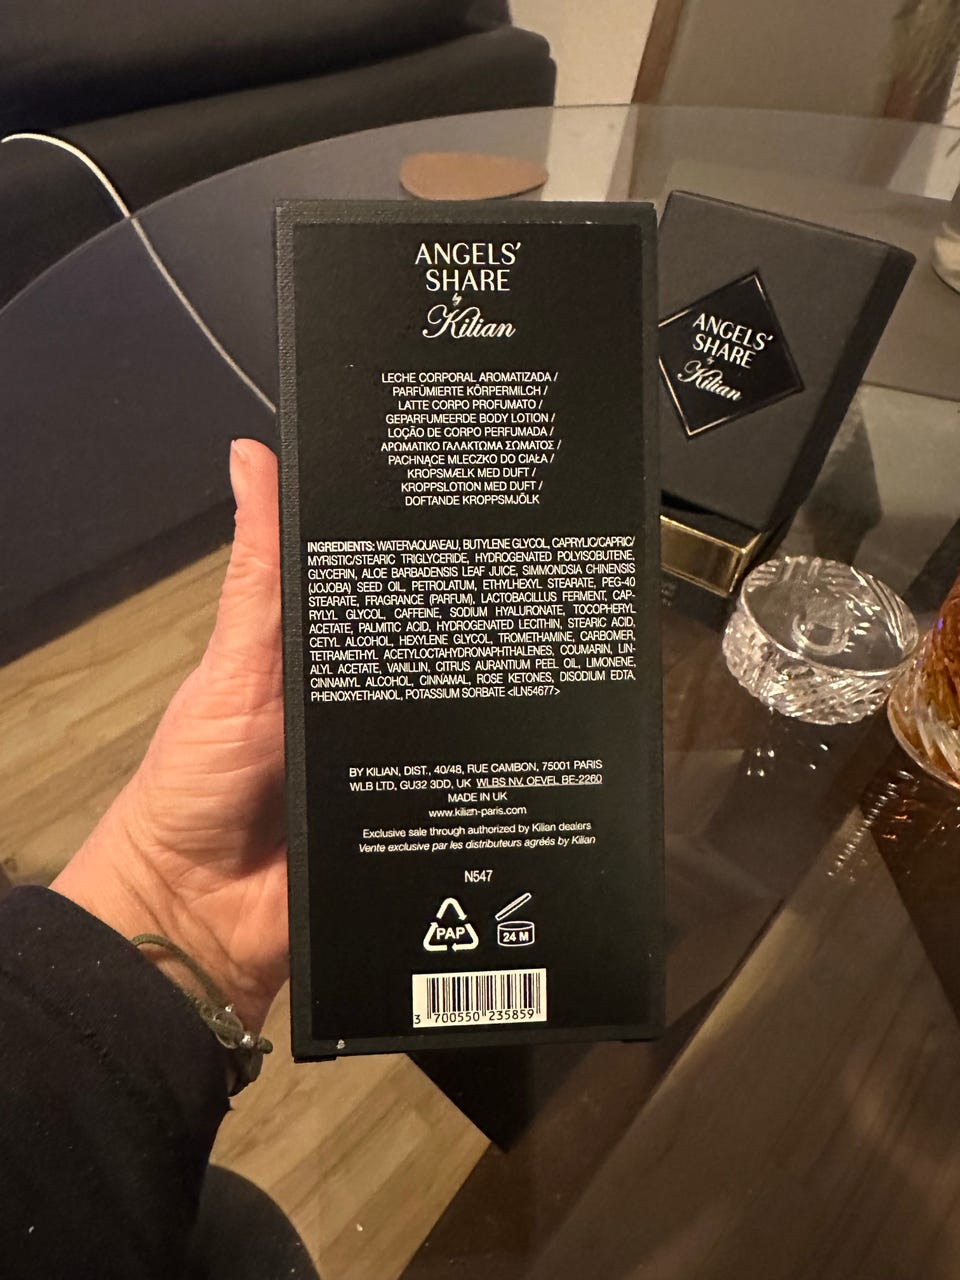 ANGELS'
SHARE
by
Kilian
LECHE CORPORAL AROMATIZADA /
PARFÜMIERTE KÖRPERMILCH /
LATTE CORPO PROFUMATO /
GEPARFUMEERDE BODY LOTION /
LOÇÃO DE CORPO PERFUMADA /
ΑΡΩΜΑΤΙΚΟ ΓΑΛΑΚΤΩΜΑ ΣΩΜΑΤΟΣ /
PACHNĄCE MLECZKO DO CIAŁA /
KROPSMÆLK MED DUFT /
KROPPSLOTION MED DUFT /
DOFTANDE KROPPSMJÖLK
INGREDIENTS: WATER\AQUA\EAU, BUTYLENE GLYCOL, CAPRYLIC/CAPRIC/
MYRISTIC/STEARIC TRIGLYCERIDE, HYDROGENATED POLYISOBUTENE,
GLYCERIN, ALOE BARBADENSIS LEAF JUICE, SIMMONDSIA CHINENSIS
(JOJOBA) SEED OIL, PETROLATUM, ETHYLHEXYL STEARATE, PEG-40
STEARATE, FRAGRANCE (PARFUM), LACTOBACILLUS FERMENT, CAP-
RYLYL GLYCOL, CAFFEINE, SODIUM HYALURONATE, TOCOPHERYL
ACETATE, PALMITIC ACID, HYDROGENATED LECITHIN, STEARIC ACID,
CETYL ALCOHOL, HEXYLENE GLYCOL, TROMETHAMINE, CARBOMER,
TETRAMETHYL ACETYLOCTAHYDRONAPHTHALENES, COUMARIN, LIN-
ALYL ACETATE, VANILLIN, CITRUS AURANTIUM PEEL OIL, LIMONENE,
CINNAMYL ALCOHOL, CINNAMAL, ROSE KETONES, DISODIUM EDTA,
PHENOXYETHANOL, POTASSIUM SORBATE <ILN54677>
BY KILIAN, DIST., 40/48, RUE CAMBON, 75001 PARIS
WLB LTD, GU32 3DD, UK WLBS NV, OEVEL BE-2260
MADE IN UK
www.kilian-paris.com
Exclusive sale through authorized by Kilian dealers
Vente exclusive par les distributeurs agréés by Kilian
N547
PAP
24 M
3 700550 235859
ANGELS'
SHARE
by
Kilian